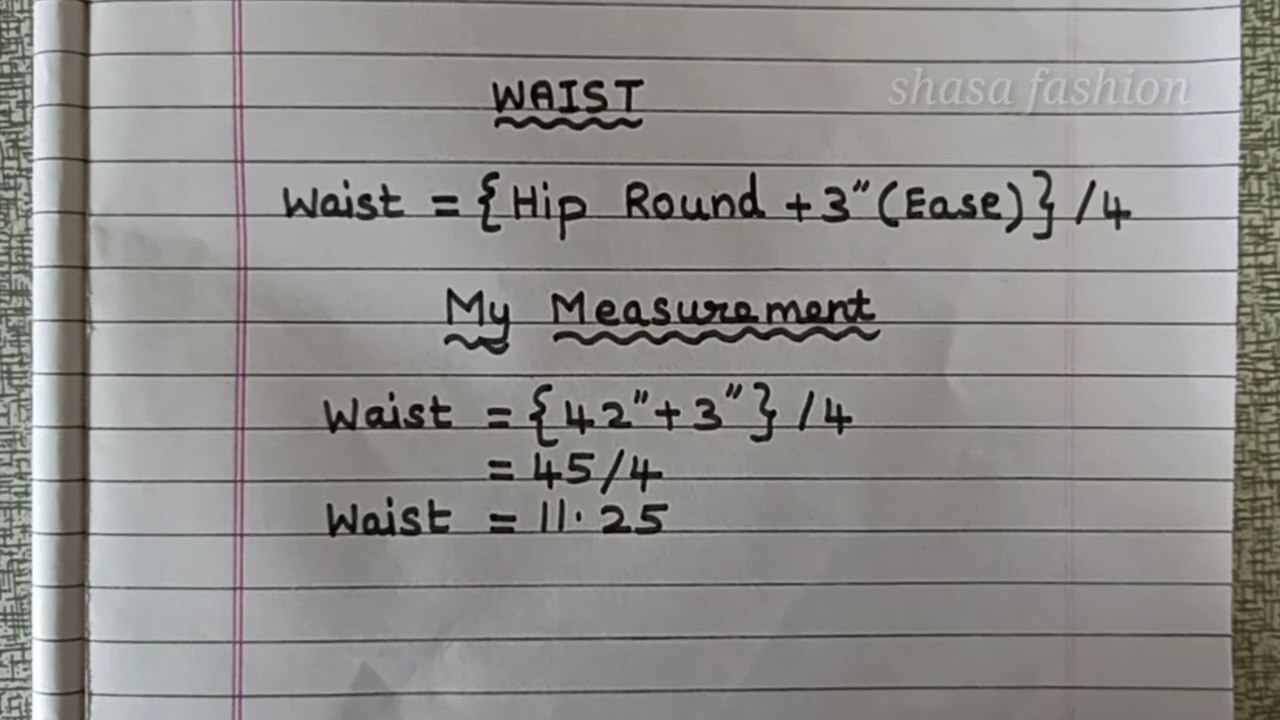 shasa fashion
WAIST
Waist = {Hip Round + 3" (Ease)} / 4
My Measurement
Waist = {42" + 3"} / 4
= 45/4
Waist = 11.25